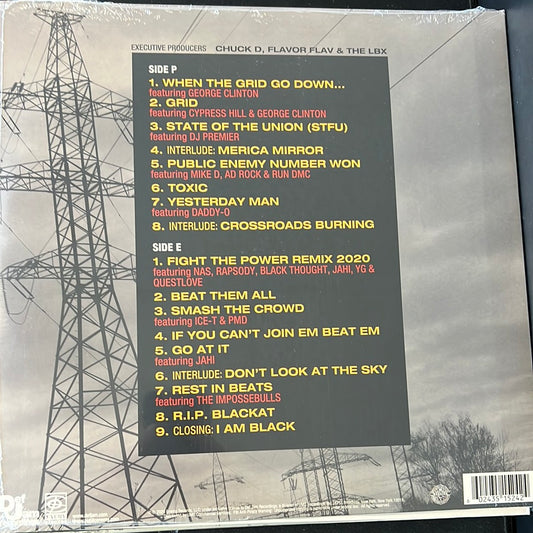 EXECUTIVE PRODUCERS CHUCK D, FLAVOR FLAV & THE LBX
SIDE P
1. WHEN THE GRID GO DOWN...
featuring GEORGE CLINTON
2. GRID
featuring CYPRESS HILL & GEORGE CLINTON
3. STATE OF THE UNION (STFU)
featuring DJ PREMIER
4. INTERLUDE: MERICA MIRROR
5. PUBLIC ENEMY NUMBER WON
featuring MIKE D, AD ROCK & RUN DMC
6. TOXIC
7. YESTERDAY MAN
featuring DADDY-O
8. INTERLUDE: CROSSROADS BURNING
SIDE E
1. FIGHT THE POWER REMIX 2020
featuring NAS, RAPSODY, BLACK THOUGHT, JAHI, YG &
QUESTLOVE
2. BEAT THEM ALL
3. SMASH THE CROWD
featuring ICE-T & PMD
4. IF YOU CAN'T JOIN EM BEAT EM
5. GO AT IT
featuring JAHI
6. INTERLUDE: DON'T LOOK AT THE SKY
7. REST IN BEATS
featuring THE IMPOSSEBULLS
8. R.I.P. BLACKAT
9. CLOSING: I AM BLACK
Def Jam
6 02435 15242